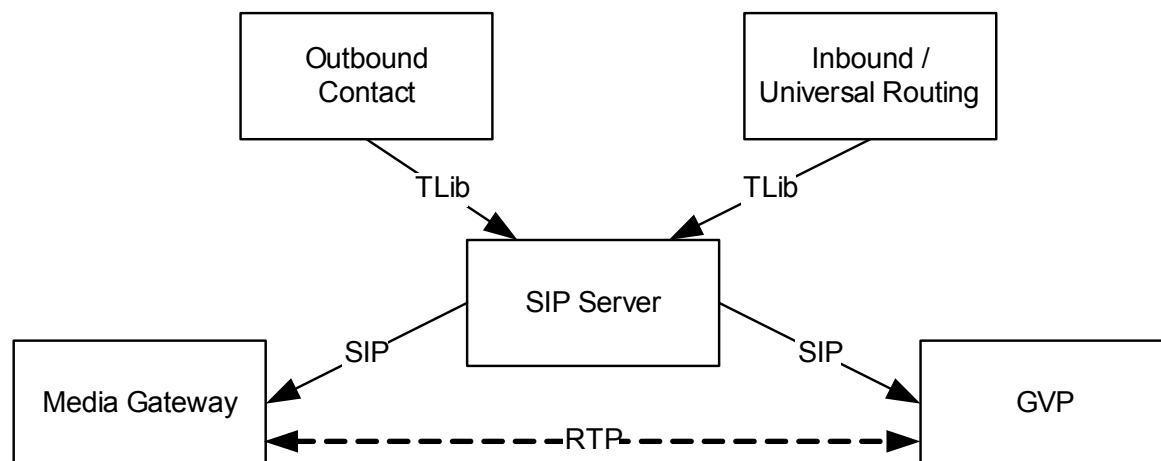 Outbound
Contact
Inbound /
Universal Routing
TLib
TLib
SIP Server
SIP
SIP
Media Gateway
GVP
RTP